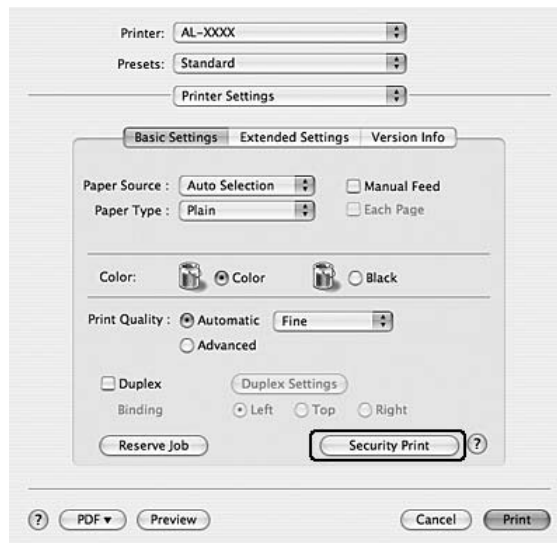 Printer: AL-XXXX
Presets: Standard
Printer Settings
Basic Settings Extended Settings Version Info
Paper Source : Auto Selection Manual Feed
Paper Type : Plain Each Page
Color: Color Black
Print Quality : Automatic Fine
Advanced
Duplex Duplex Settings
Binding Left Top Right
Reserve Job Security Print ?
? PDF ▼ Preview Cancel Print